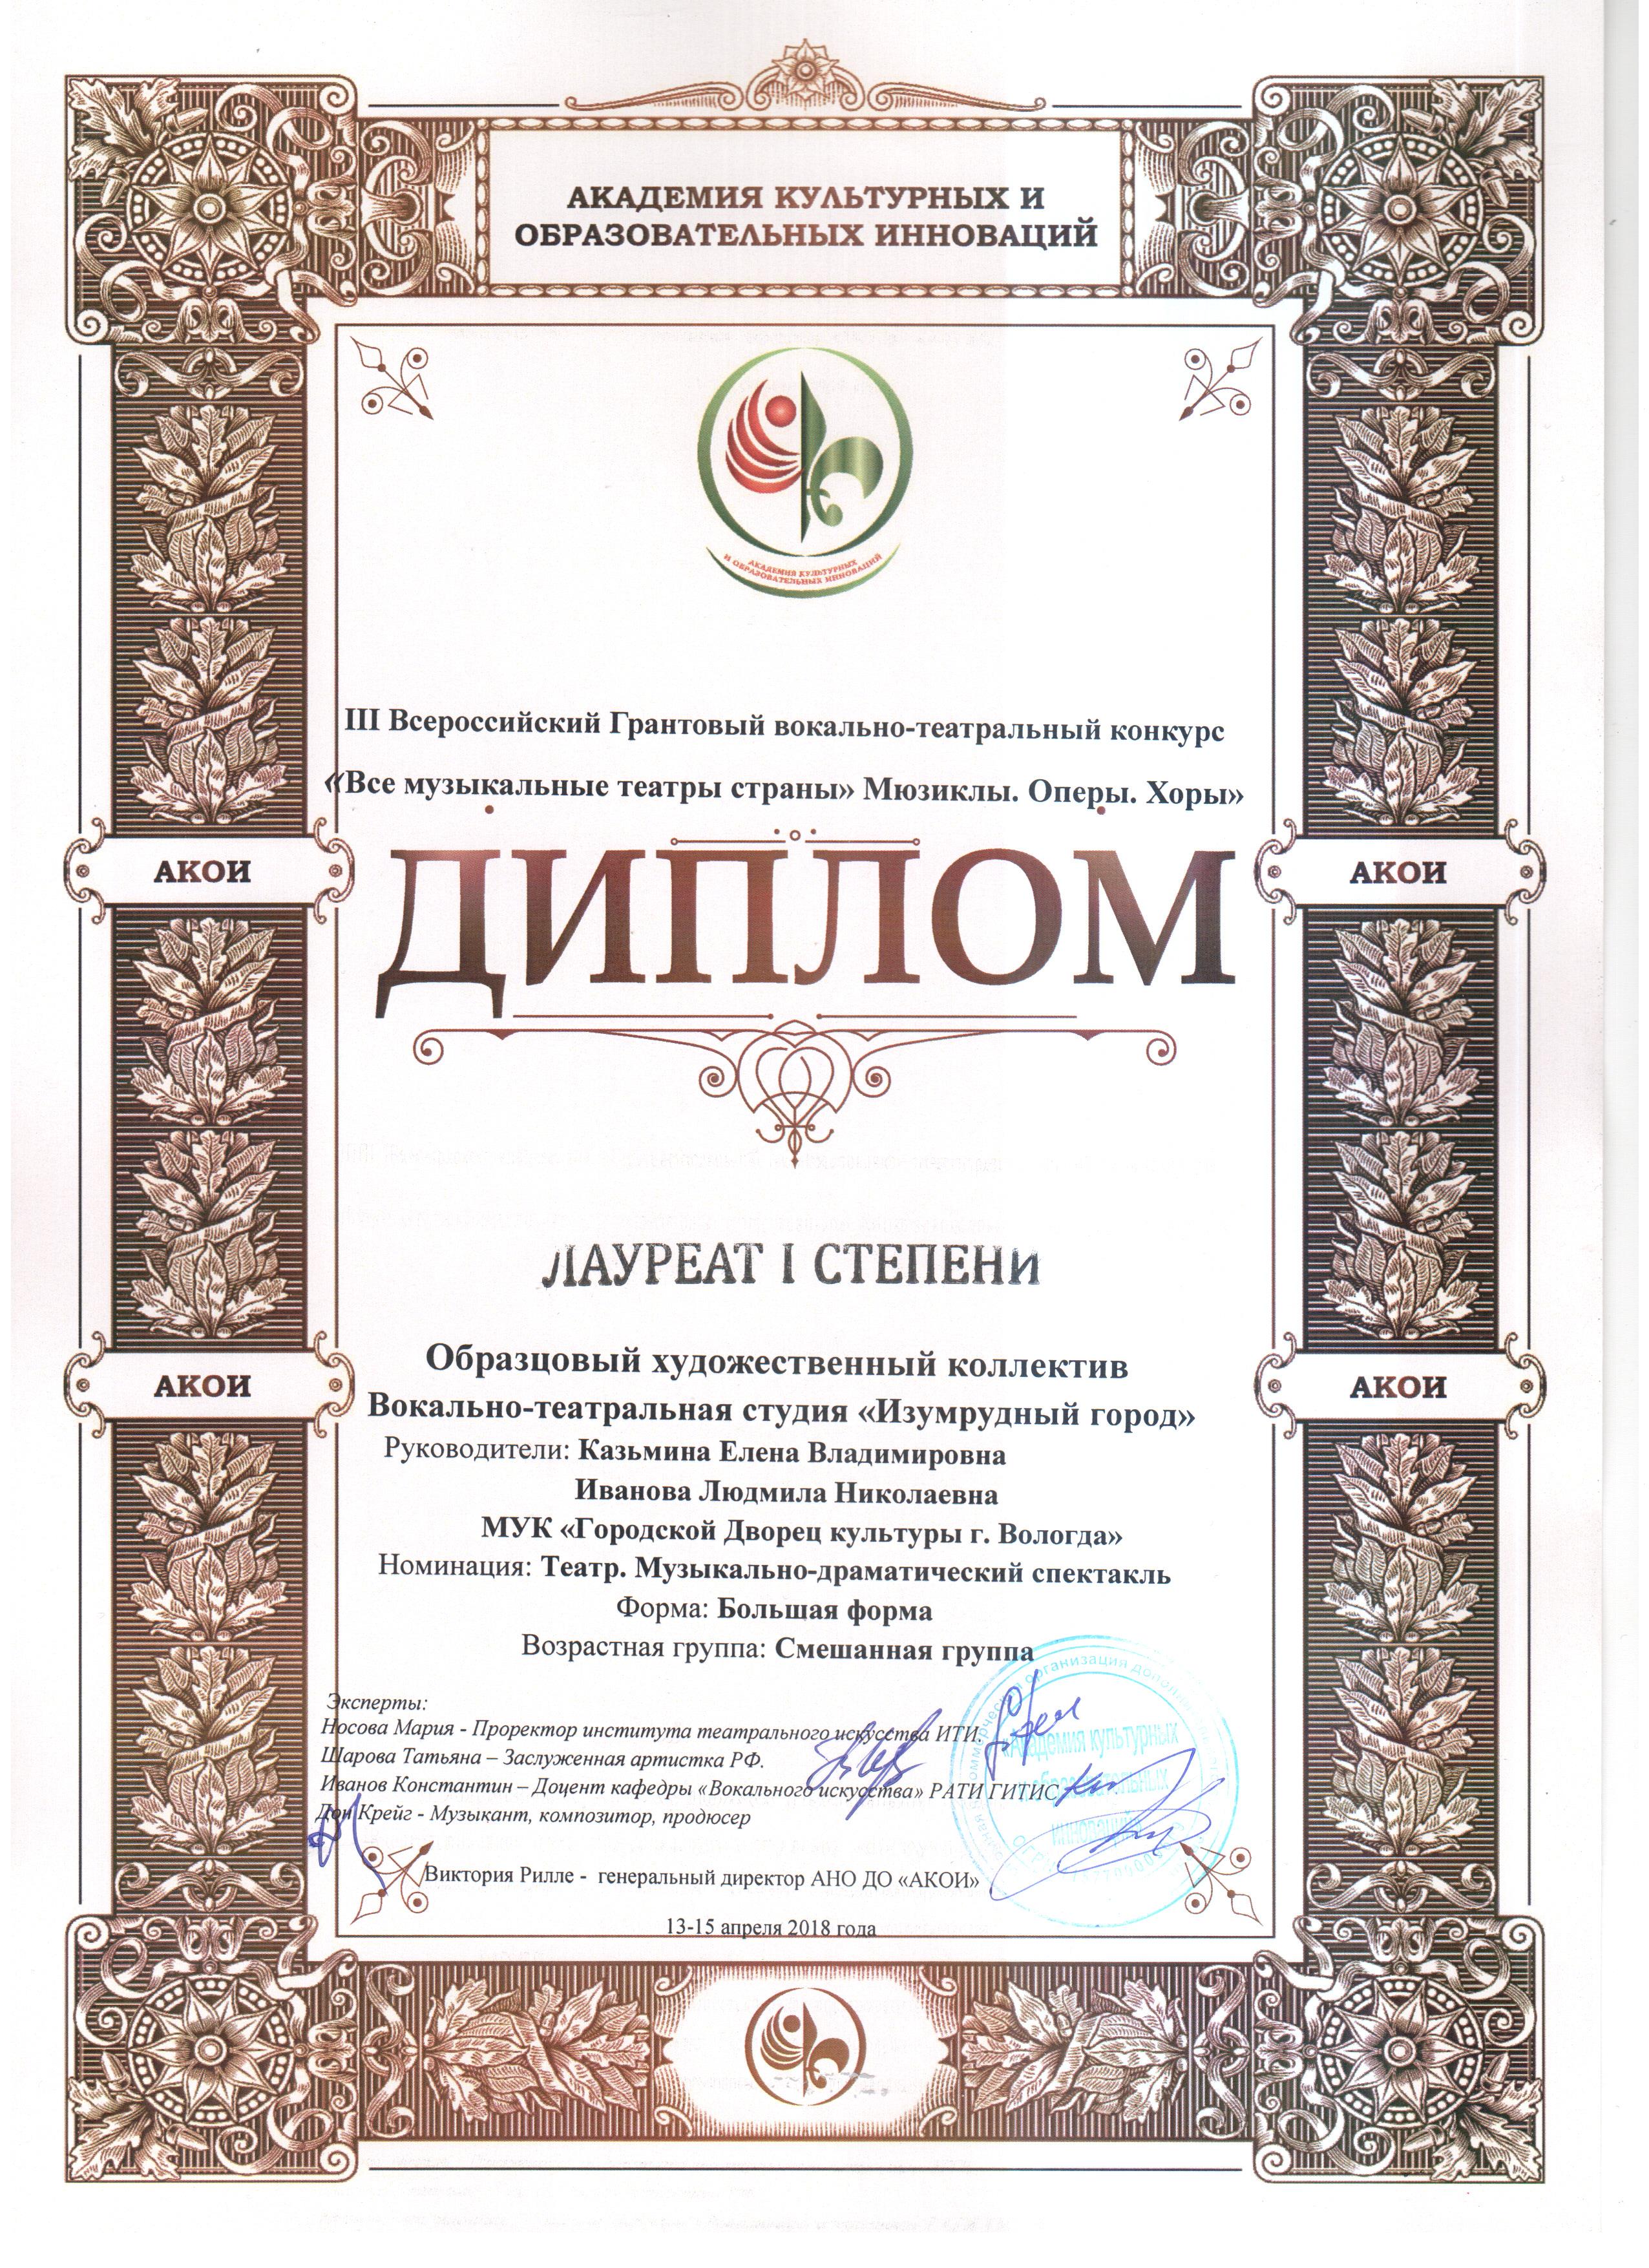 АКАДЕМИЯ КУЛЬТУРНЫХ И
ОБРАЗОВАТЕЛЬНЫХ ИННОВАЦИЙ
АКАДЕМИЯ КУЛЬТУРНЫХ
И ОБРАЗОВАТЕЛЬНЫХ ИННОВАЦИЙ
III Всероссийский Грантовый вокально-театральный конкурс
«Все музыкальные театры страны» Мюзиклы. Оперы. Хоры»
АКОИ
АКОИ
ДИПЛОМ
ЛАУРЕАТ I СТЕПЕНИ
АКОИ
АКОИ
Образцовый художественный коллектив
Вокально-театральная студия «Изумрудный город»
Руководители: Казьмина Елена Владимировна
Иванова Людмила Николаевна
МУК «Городской Дворец культуры г. Вологда»
Номинация: Театр. Музыкально-драматический спектакль
Форма: Большая форма
Возрастная группа: Смешанная группа
Эксперты:
Носова Мария - Проректор института театрального искусства ИТИ.
Шарова Татьяна – Заслуженная артистка РФ.
Иванов Константин – Доцент кафедры «Вокального искусства» РАТИ ГИТИС
Дон Крейг - Музыкант, композитор, продюсер
«Академия культурных
и образовательных
инноваций»
Виктория Рилле - генеральный директор АНО ДО «АКОИ»
13-15 апреля 2018 года